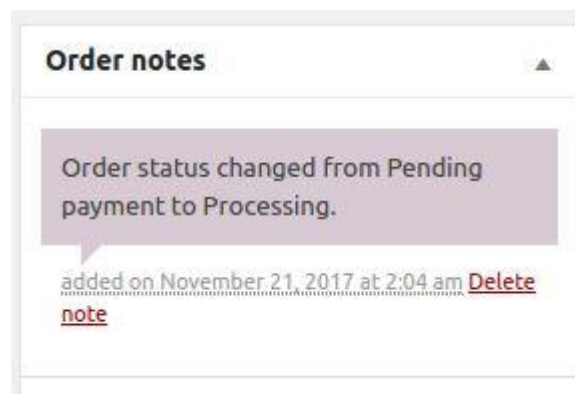 Order notes
Order status changed from Pending
payment to Processing.
added on November 21, 2017 at 2:04 am Delete
note